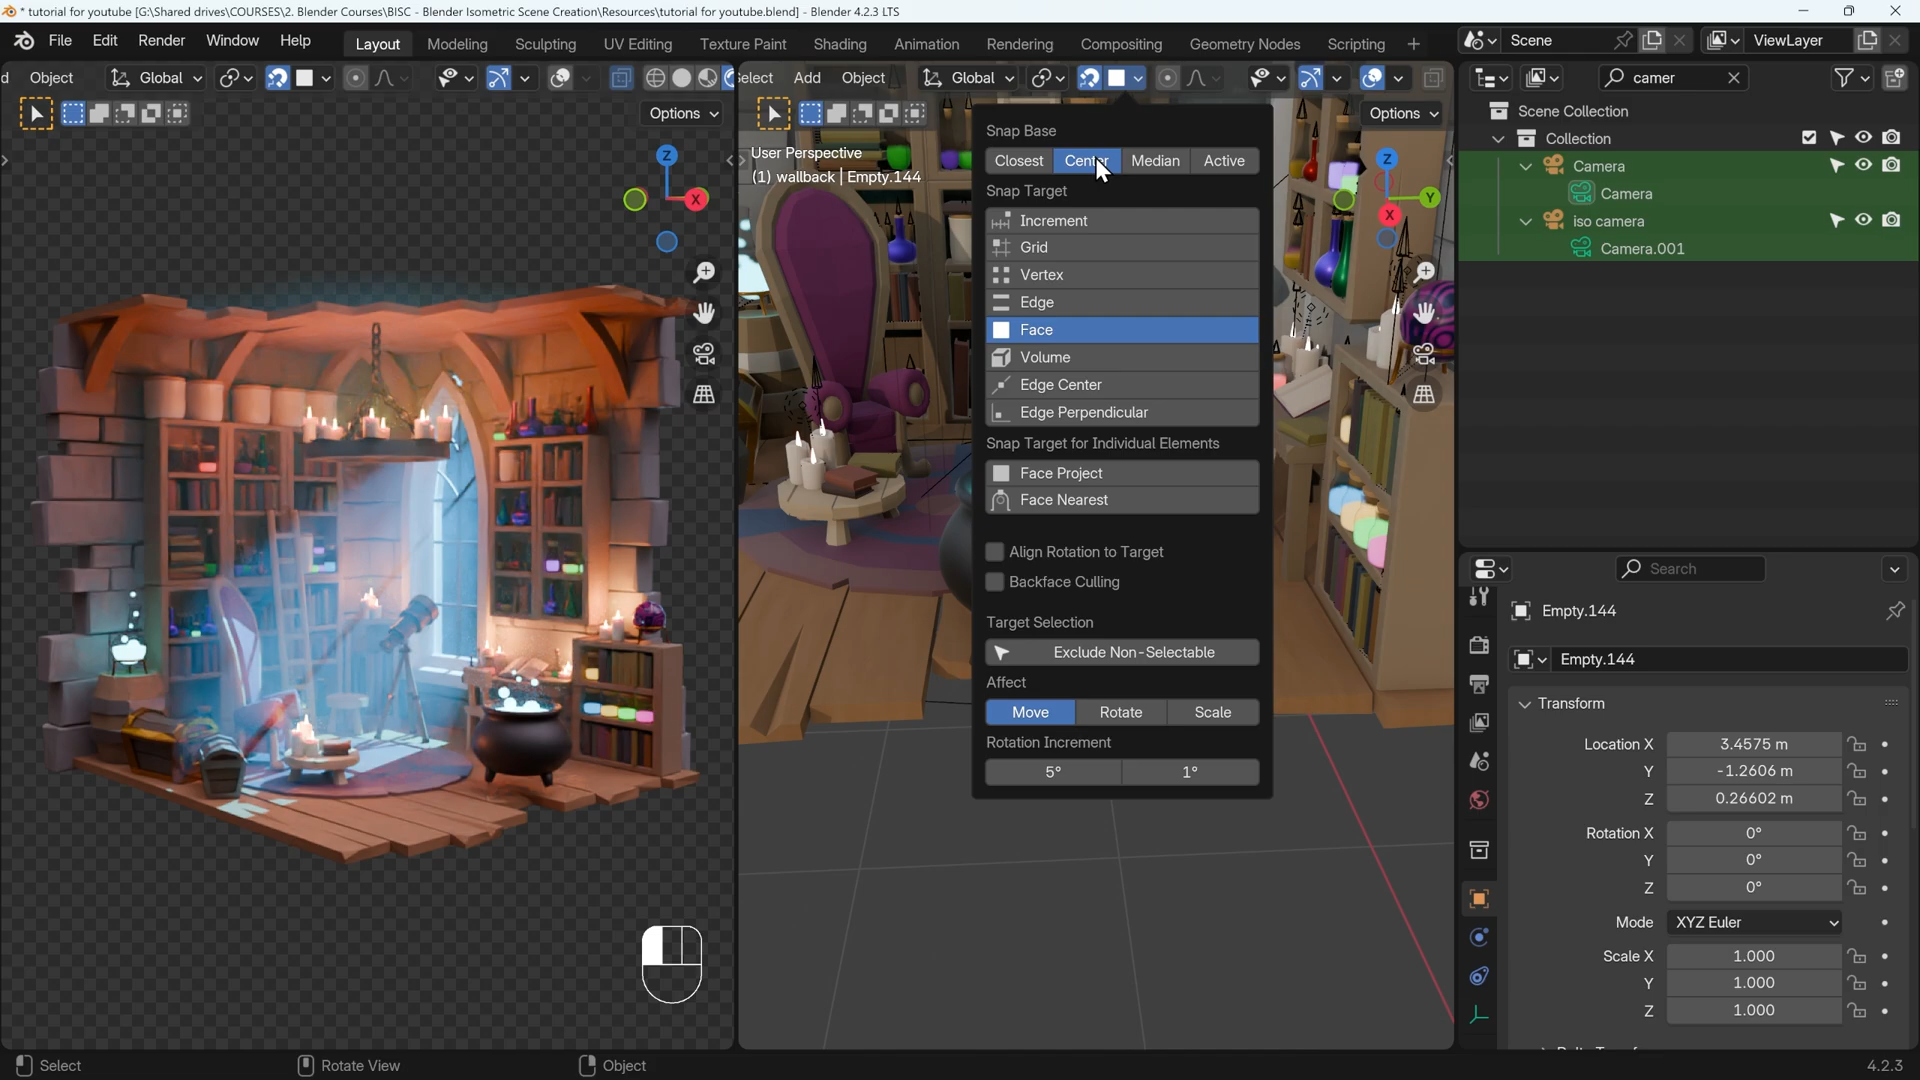 * tutorial for youtube [G:\Shared drives\COURSES\2. Blender Courses\BISC - Blender Isometric Scene Creation\Resources\tutorial for youtube.blend] - Blender 4.2.3 LTS
File Edit Render Window Help Layout Modeling Sculpting UV Editing Texture Paint Shading Animation Rendering Compositing Geometry Nodes Scripting + Scene ViewLayer
Object Global
Add Object Global
camer
Options
Options
User Perspective
(1) wallback | Empty.144
Z
X
Z
Y
X
Snap Base
Closest Center Median Active
Snap Target
Increment
Grid
Vertex
Edge
Face
Volume
Edge Center
Edge Perpendicular
Snap Target for Individual Elements
Face Project
Face Nearest
Align Rotation to Target
Backface Culling
Target Selection
Exclude Non-Selectable
Affect
Move Rotate Scale
Rotation Increment
5° 1°
Scene Collection
Collection
Camera
Camera
iso camera
Camera.001
Search
Empty.144
Empty.144
Transform
Location X 3.4575 m
Y -1.2606 m
Z 0.26602 m
Rotation X 0°
Y 0°
Z 0°
Mode XYZ Euler
Scale X 1.000
Y 1.000
Z 1.000
Select Rotate View Object 4.2.3